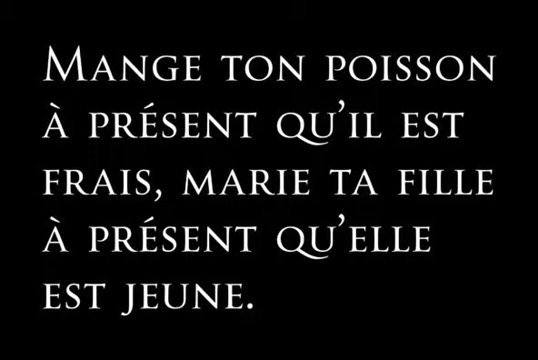 Mange ton poisson
à présent qu'il est
frais, marie ta fille
à présent qu'elle
est jeune.